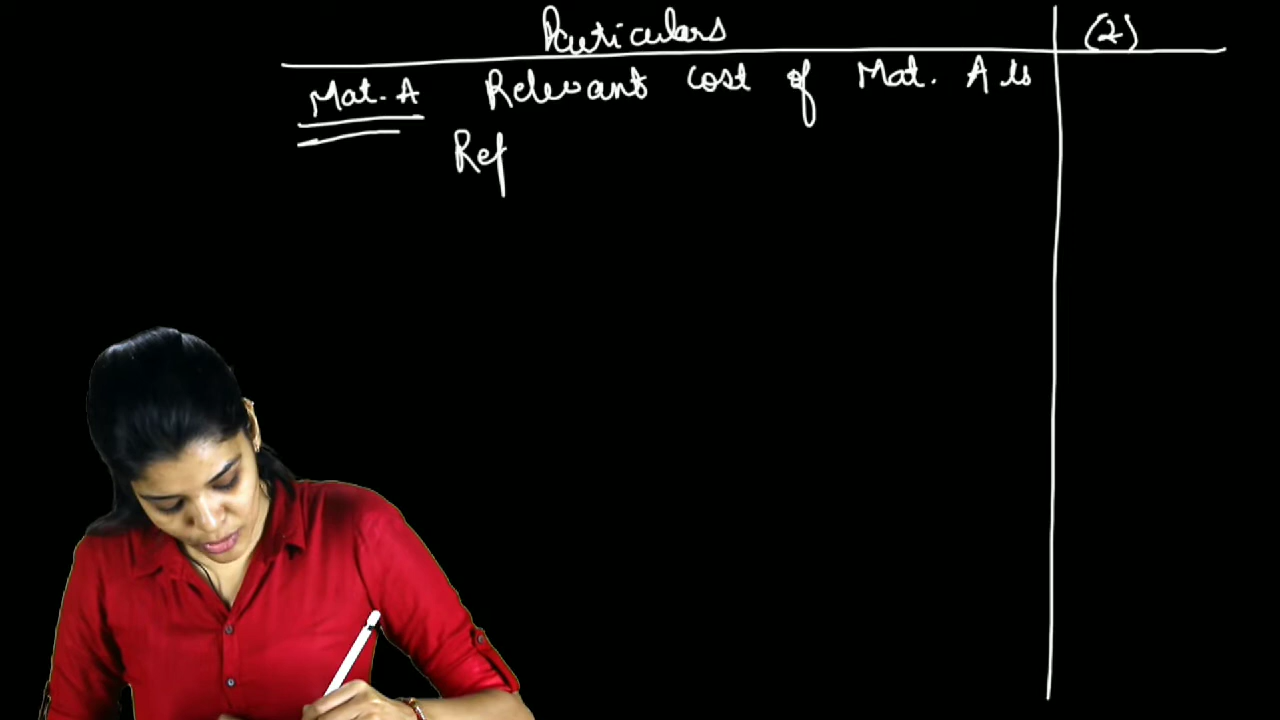 Particulars (₹)
Mat. A Relevant cost of Mat. A is
Ref